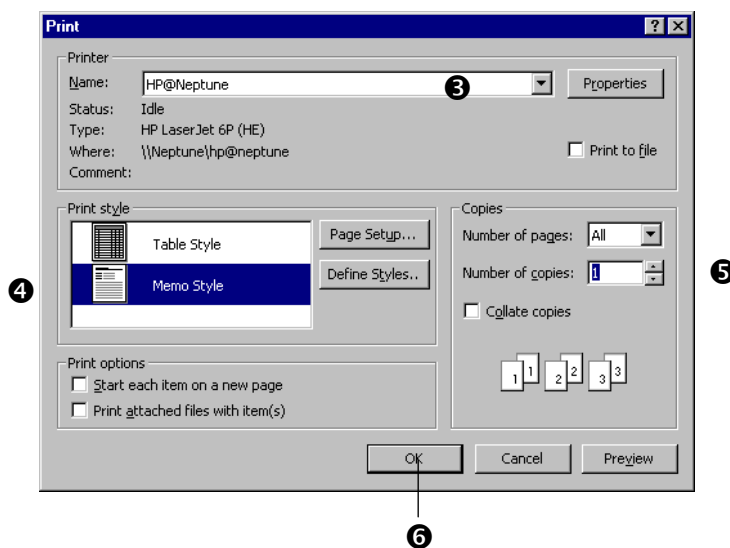 Print
Printer
Name: HP@Neptune ❸ Properties
Status: Idle
Type: HP LaserJet 6P (HE)
Where: \\Neptune\hp@neptune Print to file
Comment:
Print style Copies
Table Style Page Setup... Number of pages: All
❹ Memo Style Define Styles.. Number of copies: 1 ❺
Collate copies
1 1 2 2 3 3
Print options
Start each item on a new page
Print attached files with item(s)
OK Cancel Preview
❻